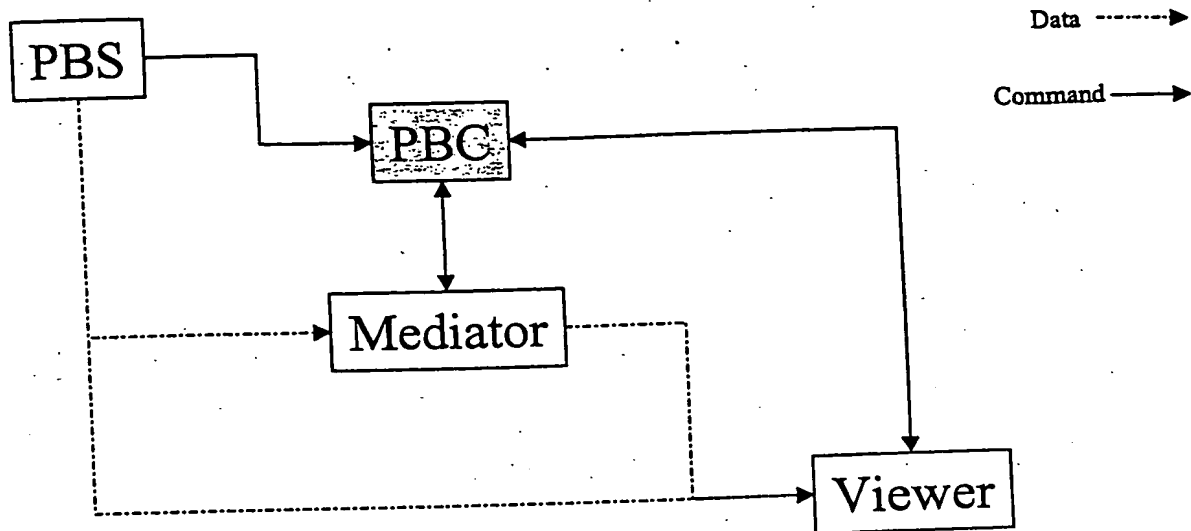 Data
PBS
Command
PBC
Mediator
Viewer